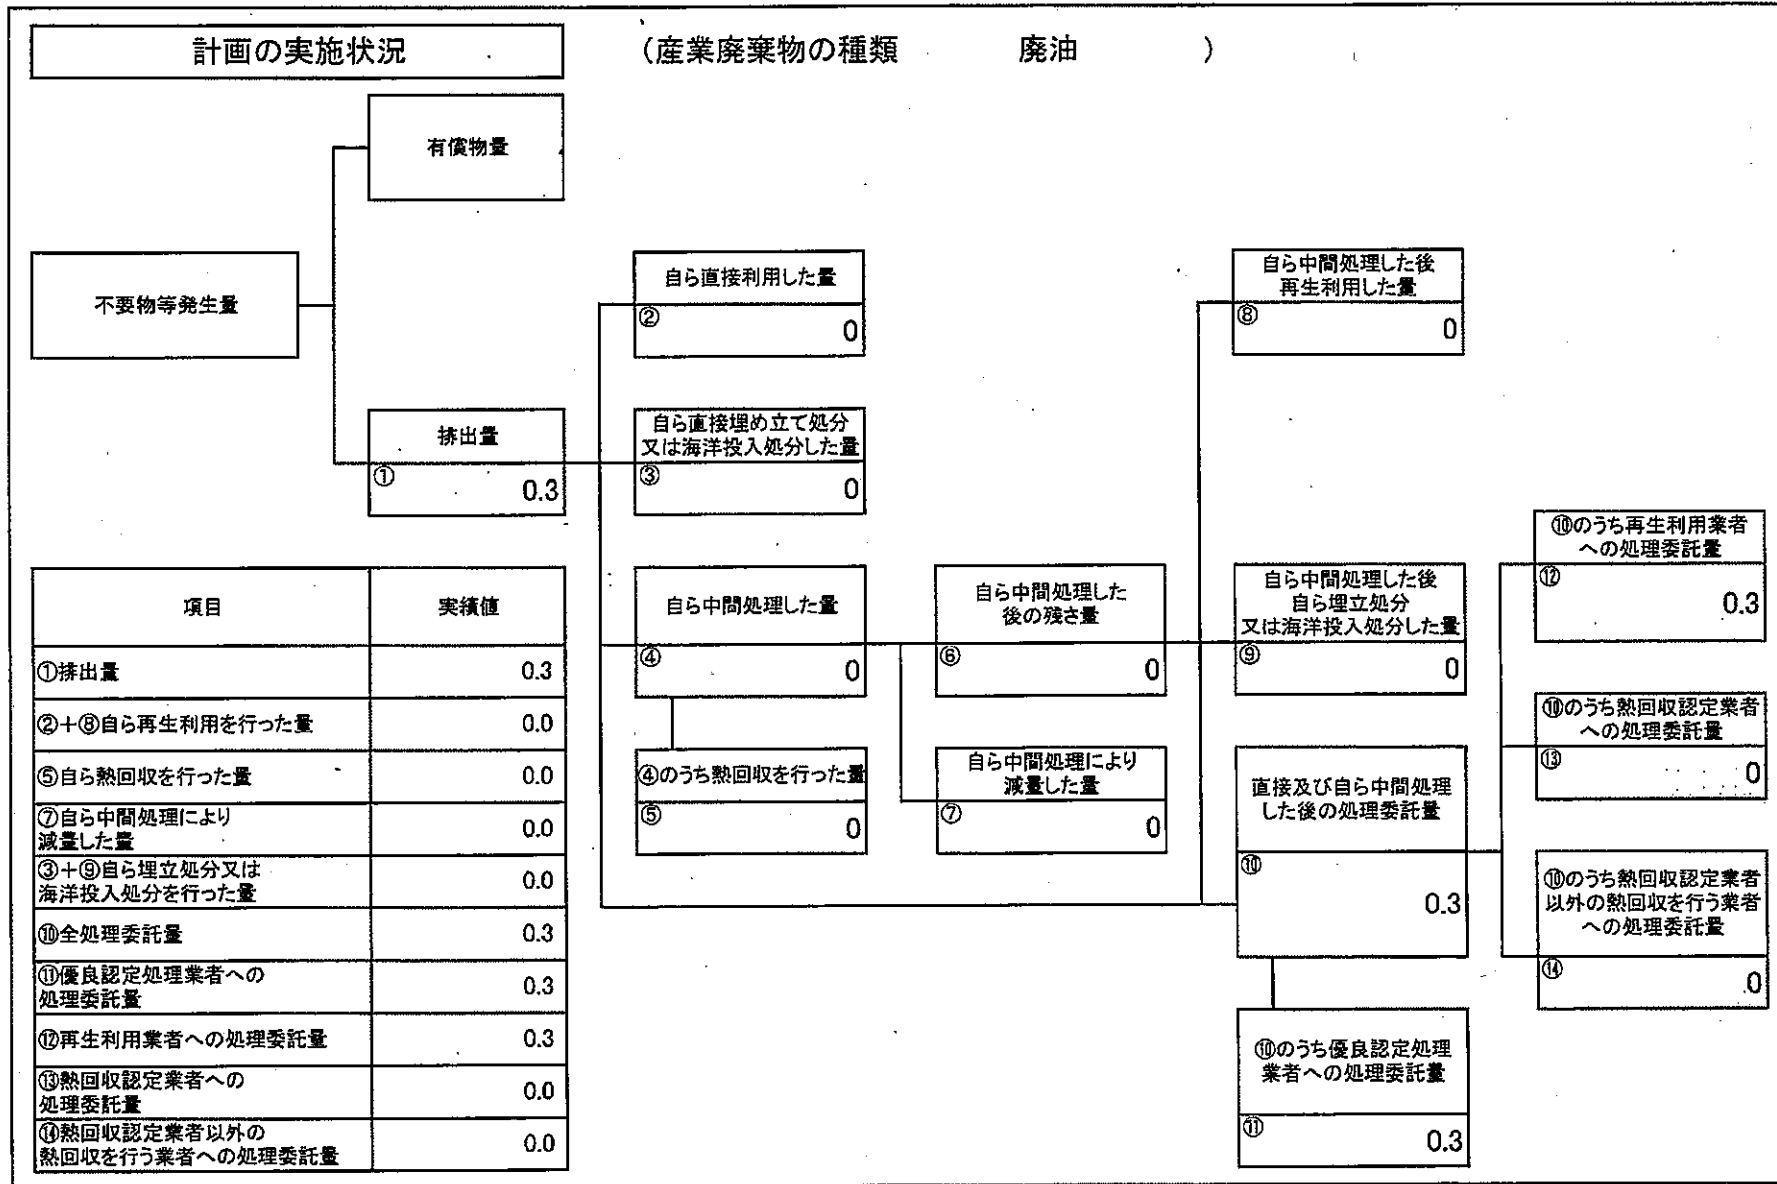 計画の実施状況
(産業廃棄物の種類 廃油 )
有償物量
不要物等発生量
排出量
① 0.3
自ら直接利用した量
② 0
自ら直接埋め立て処分
又は海洋投入処分した量
③ 0
自ら中間処理した量
④ 0
④のうち熱回収を行った量
⑤ 0
自ら中間処理した
後の残さ量
⑥ 0
自ら中間処理により
減量した量
⑦ 0
自ら中間処理した後
再生利用した量
⑧ 0
自ら中間処理した後
自ら埋立処分
又は海洋投入処分した量
⑨ 0
直接及び自ら中間処理
した後の処理委託量
⑩ 0.3
⑩のうち優良認定処理
業者への処理委託量
⑪ 0.3
⑩のうち再生利用業者
への処理委託量
⑫ 0.3
⑩のうち熱回収認定業者
への処理委託量
⑬ 0
⑩のうち熱回収認定業者
以外の熱回収を行う業者
への処理委託量
⑭ 0
項目 実績値
①排出量 0.3
②+⑧自ら再生利用を行った量 0.0
⑤自ら熱回収を行った量 0.0
⑦自ら中間処理により
減量した量 0.0
③+⑨自ら埋立処分又は
海洋投入処分を行った量 0.0
⑩全処理委託量 0.3
⑪優良認定処理業者への
処理委託量 0.3
⑫再生利用業者への処理委託量 0.3
⑬熱回収認定業者への
処理委託量 0.0
⑭熱回収認定業者以外の
熱回収を行う業者への処理委託量 0.0